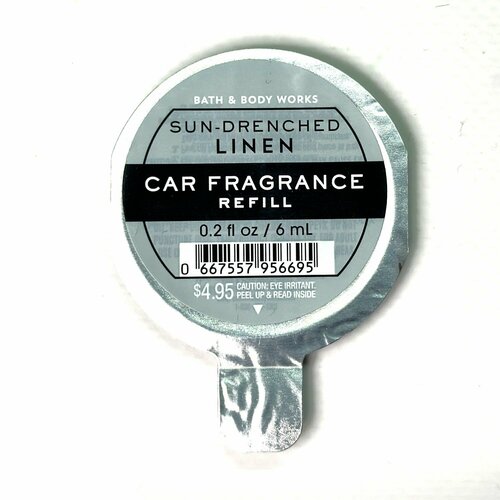 BATH & BODY WORKS
SUN-DRENCHED
LINEN
CAR FRAGRANCE
REFILL
0.2 fl oz / 6 mL
0 667557 956695
$4.95 CAUTION: EYE IRRITANT.
PEEL UP & READ INSIDE